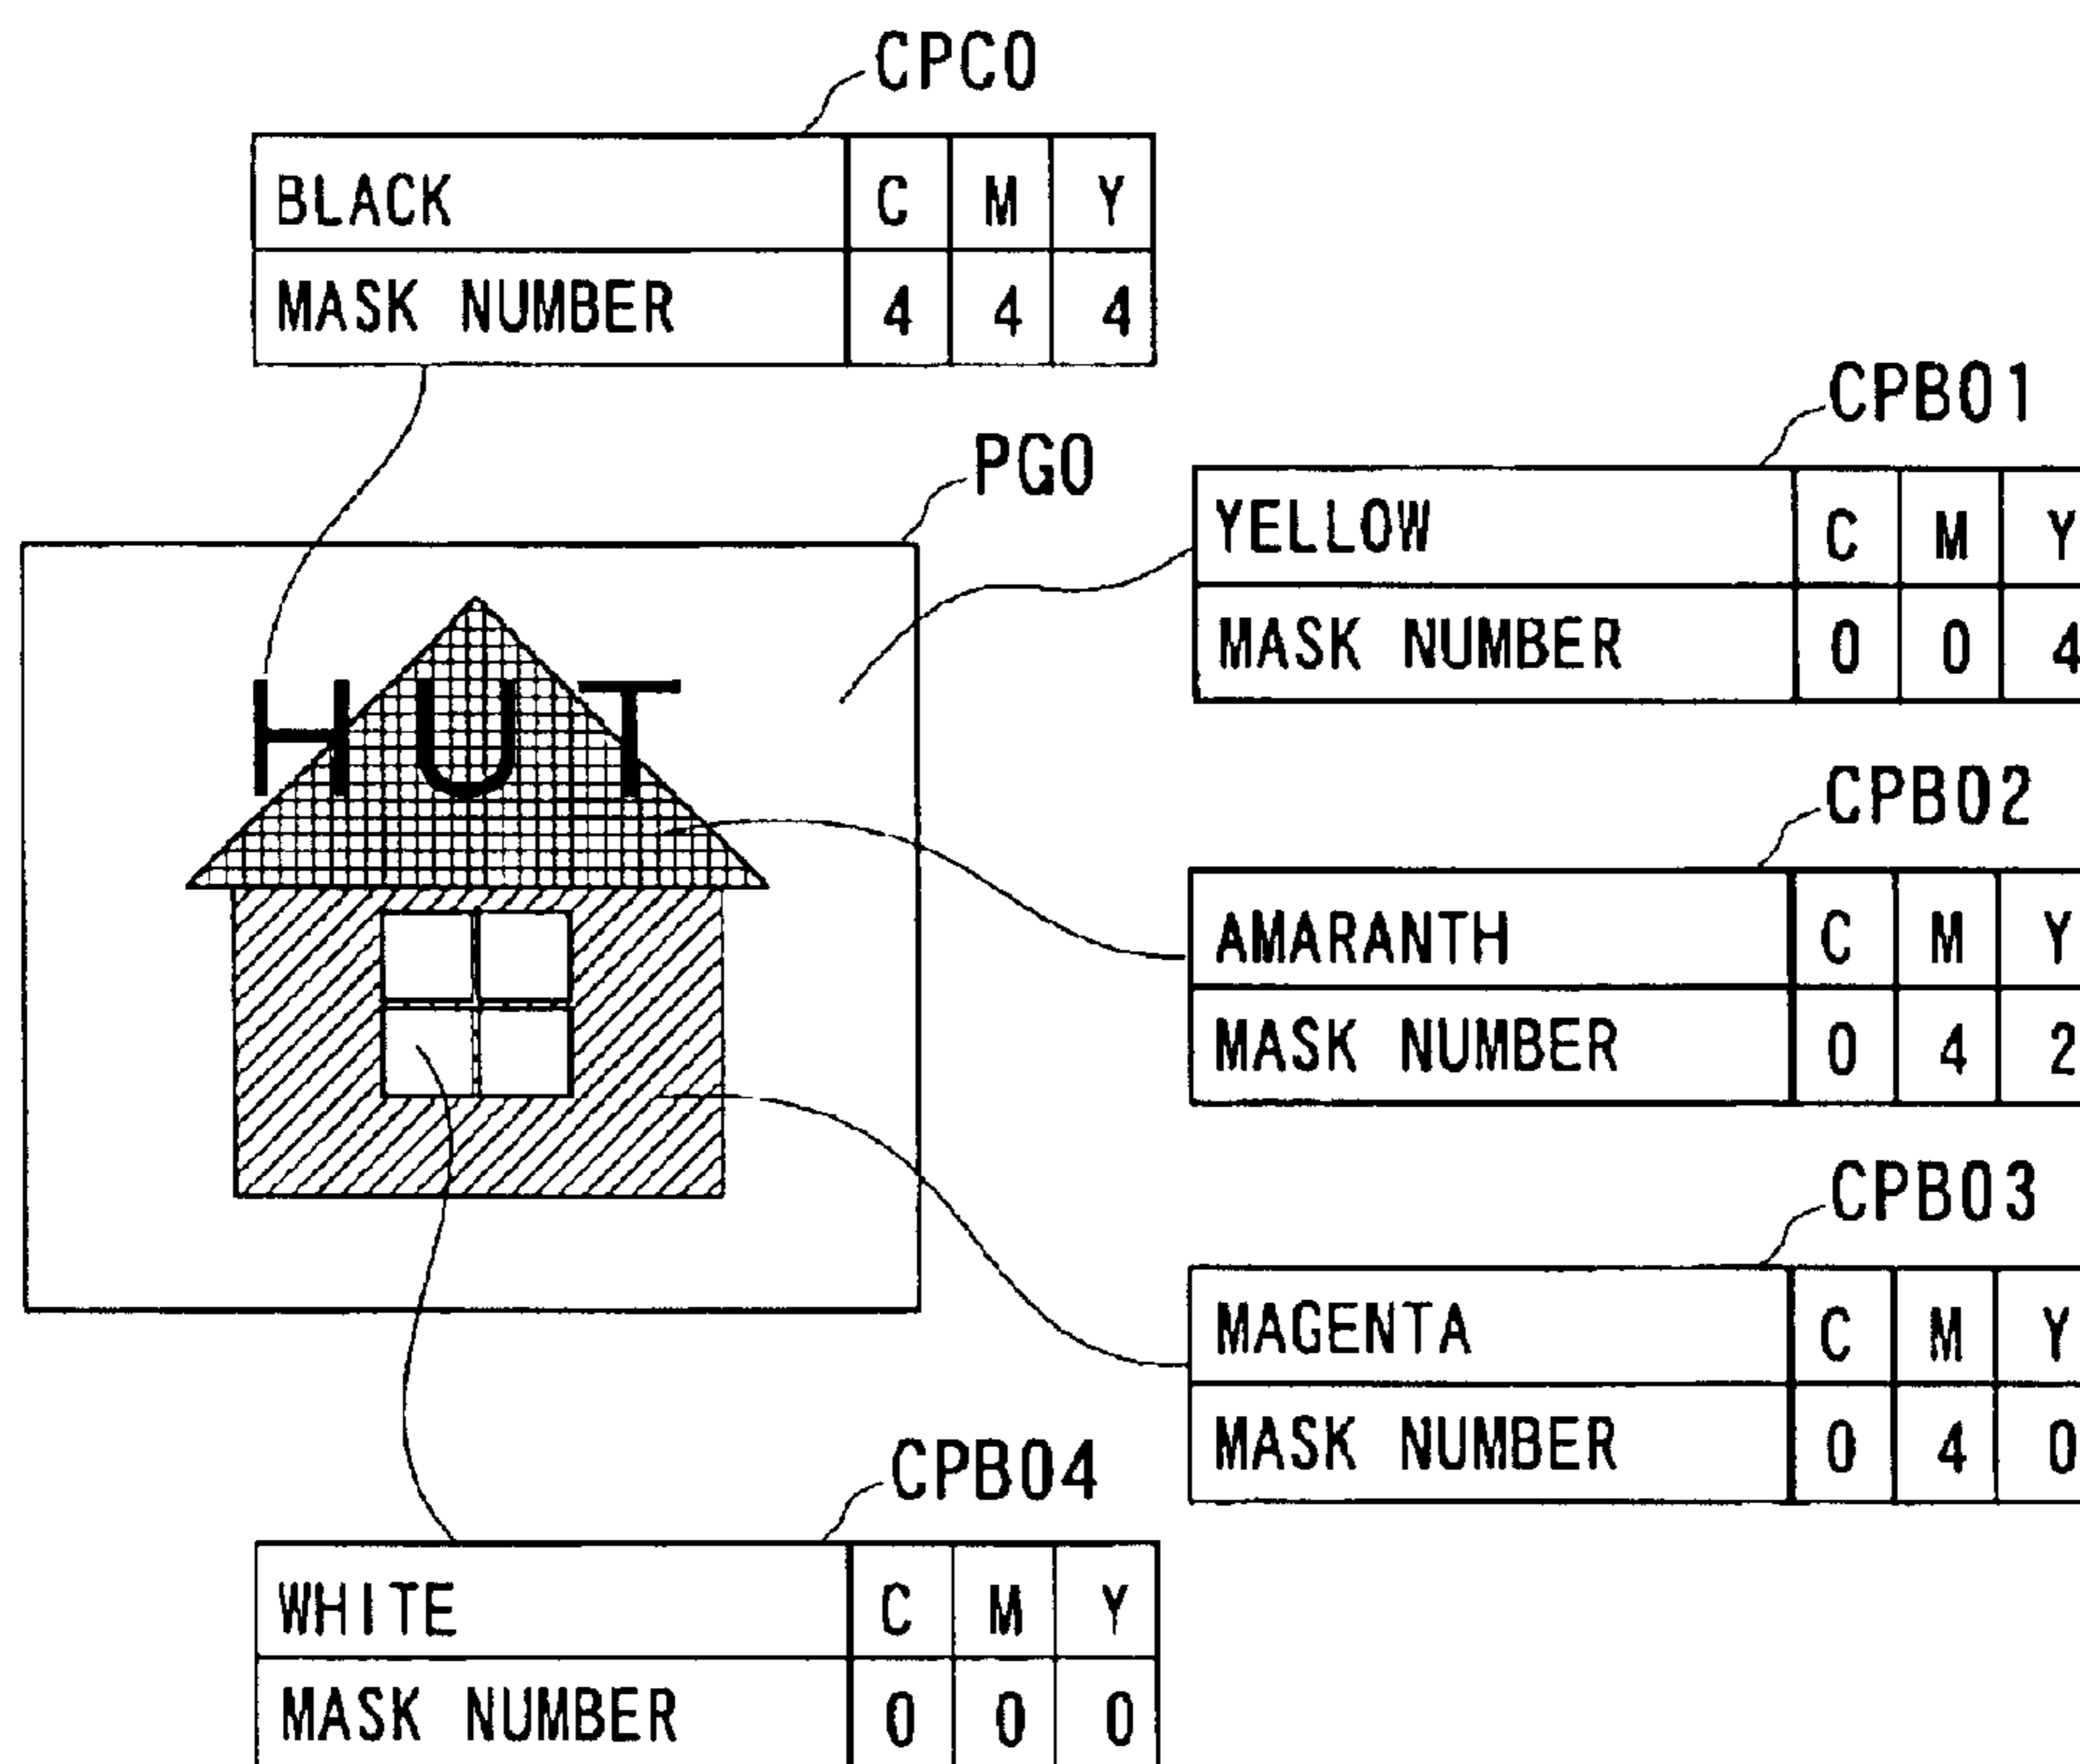 CPC0
BLACK C M Y
MASK NUMBER 4 4 4
CPB01
PG0
YELLOW C M Y
MASK NUMBER 0 0 4
HUT
CPB02
AMARANTH C M Y
MASK NUMBER 0 4 2
CPB03
MAGENTA C M Y
MASK NUMBER 0 4 0
CPB04
WHITE C M Y
MASK NUMBER 0 0 0